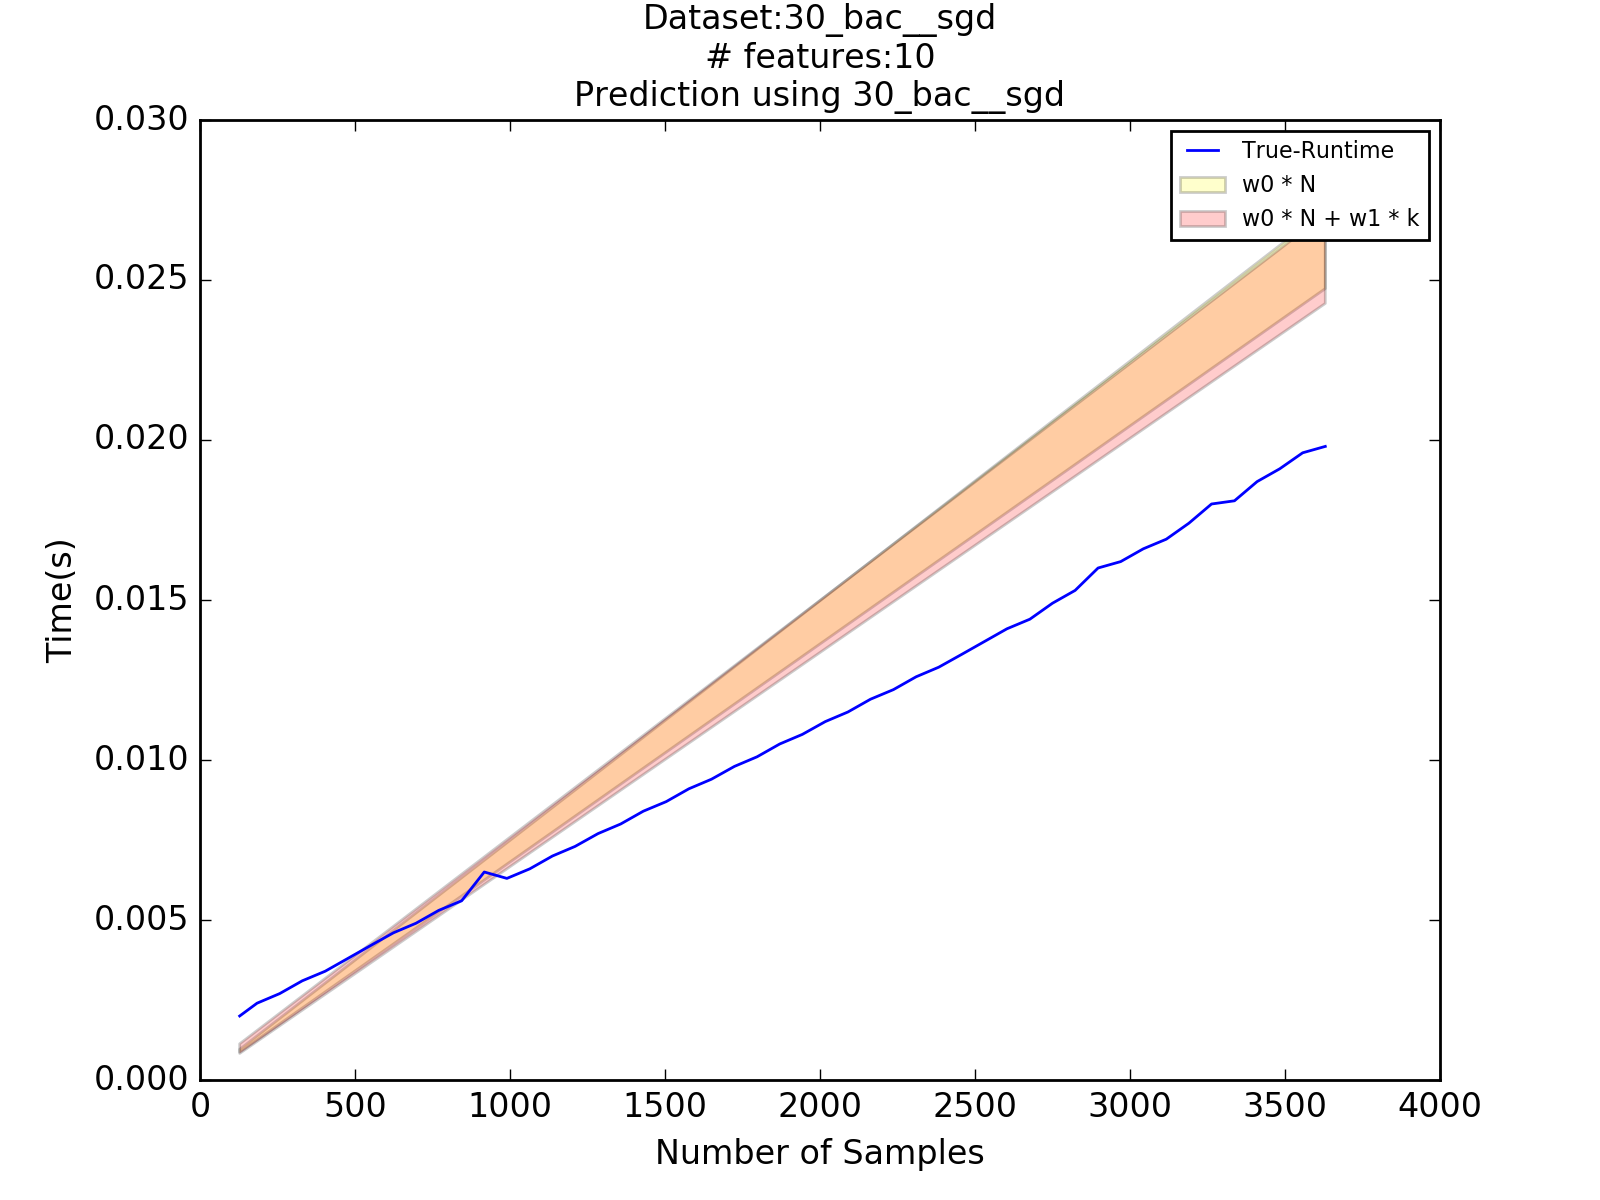 Dataset:30_bac__sgd
# features:10
Prediction using 30_bac__sgd
0.030
0.025
0.020
0.015
0.010
0.005
0.000
Time(s)
True-Runtime
w0 * N
w0 * N + w1 * k
0 500 1000 1500 2000 2500 3000 3500 4000
Number of Samples